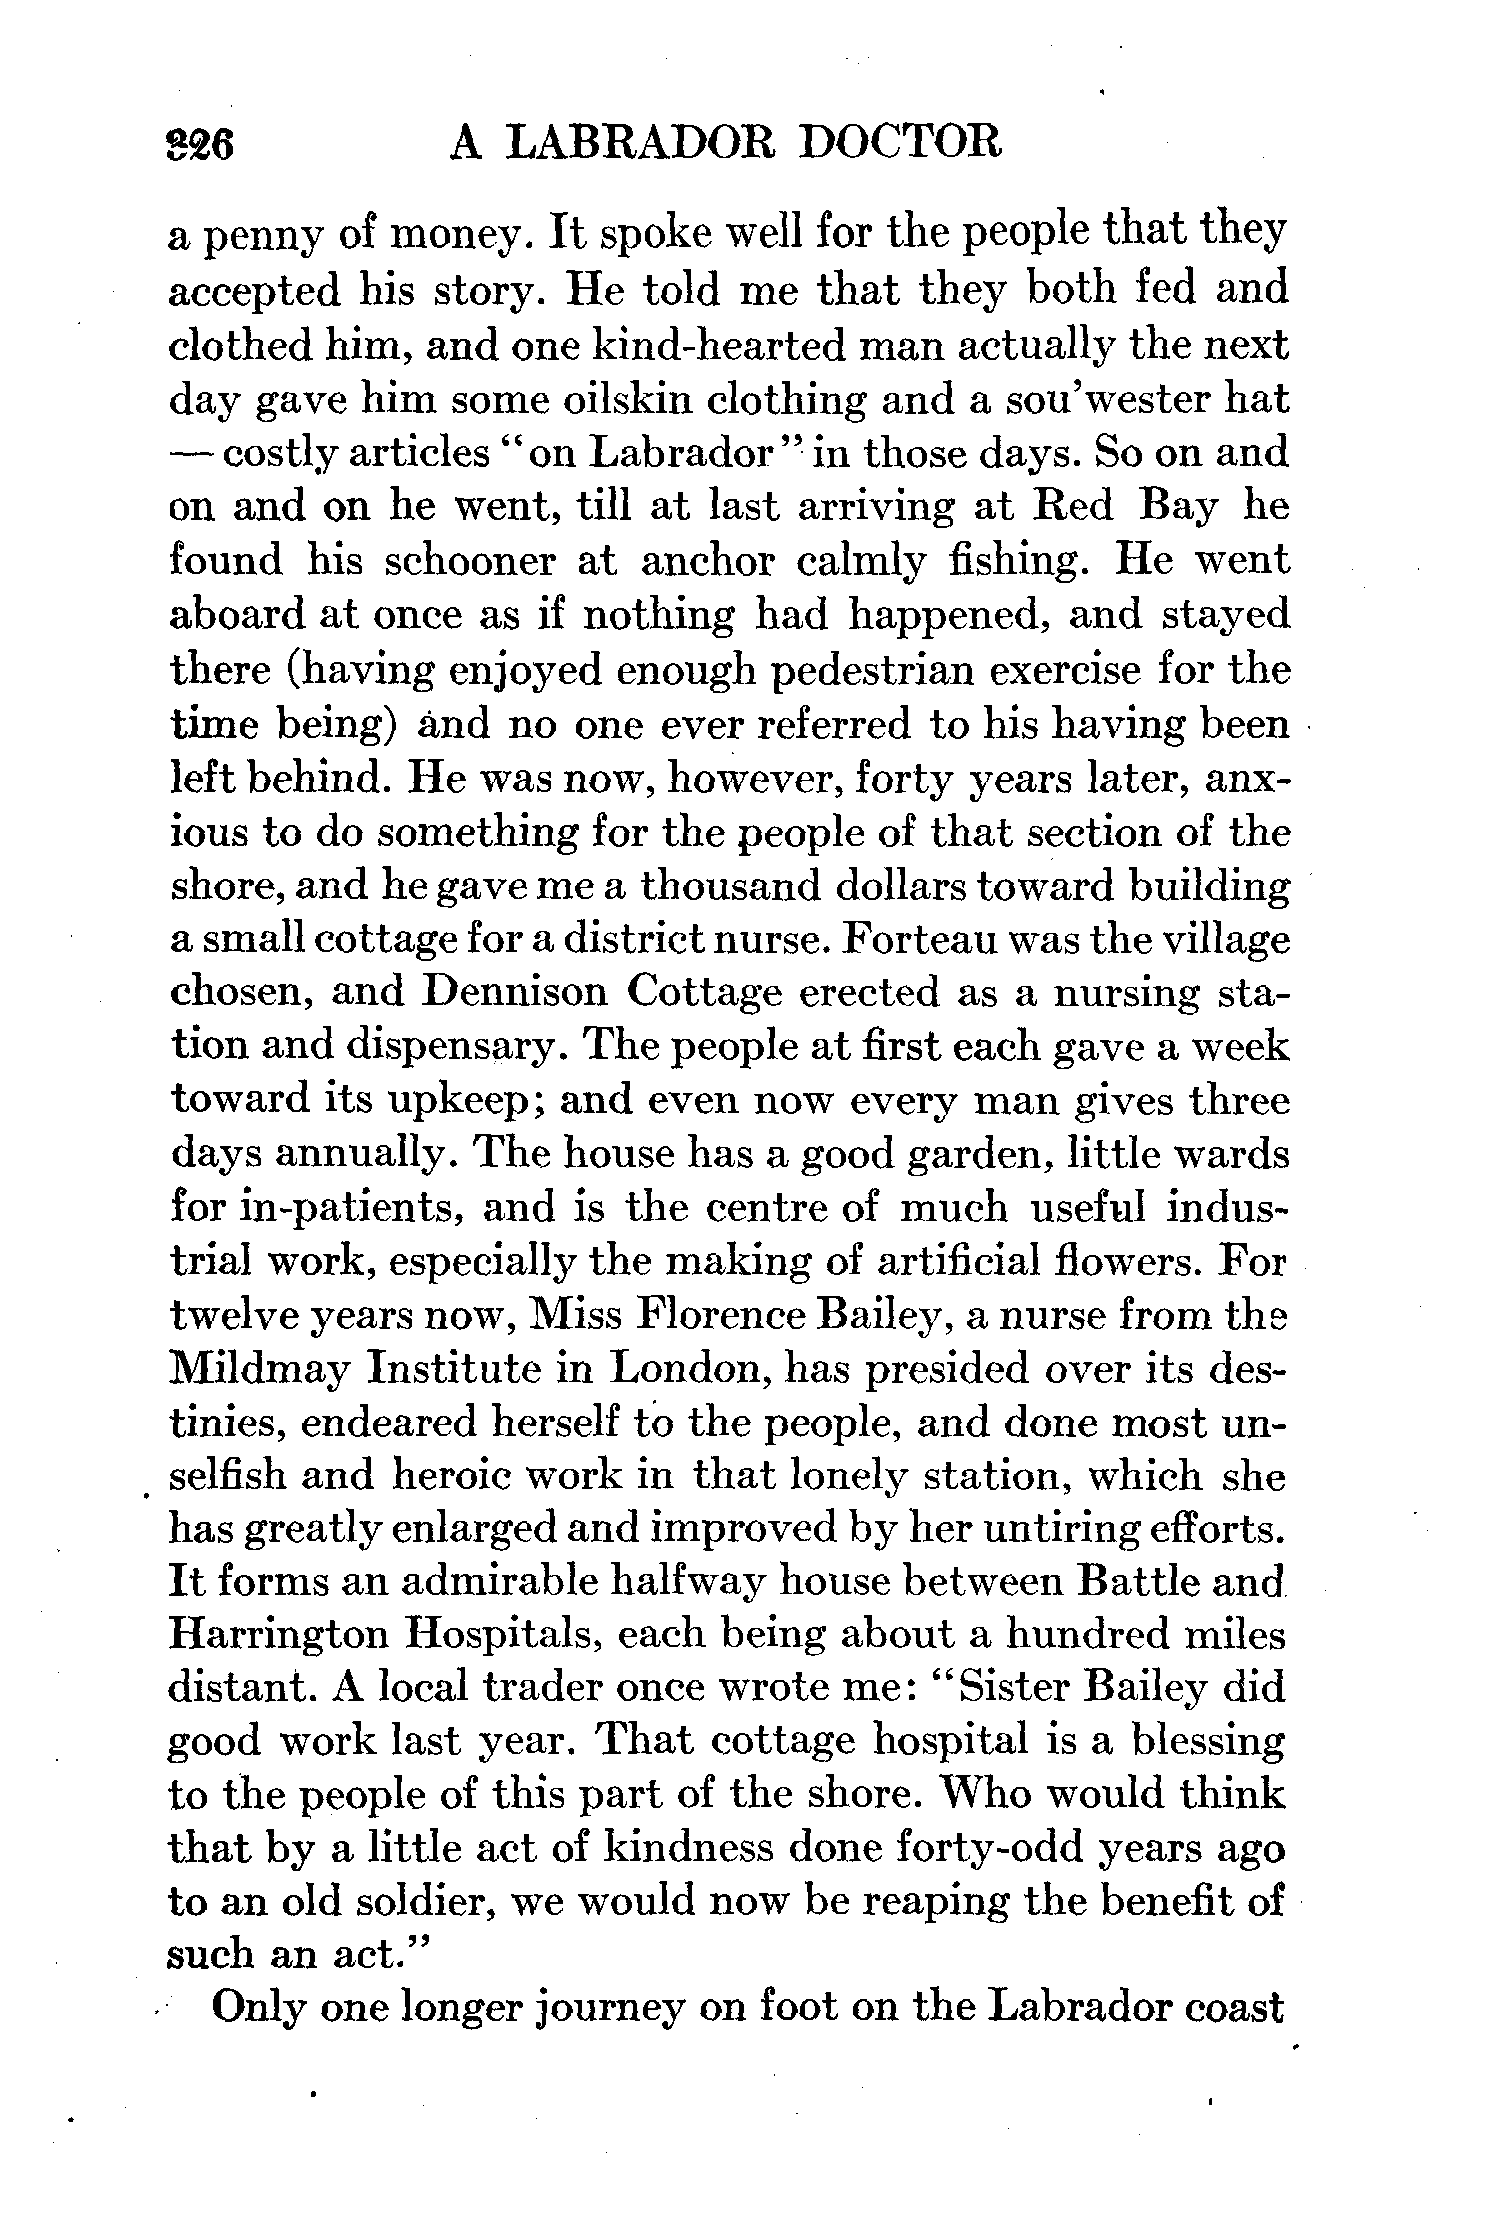 326 A LABRADOR DOCTOR
a penny of money. It spoke well for the people that they
accepted his story. He told me that they both fed and
clothed him, and one kind-hearted man actually the next
day gave him some oilskin clothing and a sou'wester hat
— costly articles "on Labrador" in those days. So on and
on and on he went, till at last arriving at Red Bay he
found his schooner at anchor calmly fishing. He went
aboard at once as if nothing had happened, and stayed
there (having enjoyed enough pedestrian exercise for the
time being) and no one ever referred to his having been
left behind. He was now, however, forty years later, anx-
ious to do something for the people of that section of the
shore, and he gave me a thousand dollars toward building
a small cottage for a district nurse. Forteau was the village
chosen, and Dennison Cottage erected as a nursing sta-
tion and dispensary. The people at first each gave a week
toward its upkeep; and even now every man gives three
days annually. The house has a good garden, little wards
for in-patients, and is the centre of much useful indus-
trial work, especially the making of artificial flowers. For
twelve years now, Miss Florence Bailey, a nurse from the
Mildmay Institute in London, has presided over its des-
tinies, endeared herself to the people, and done most un-
selfish and heroic work in that lonely station, which she
has greatly enlarged and improved by her untiring efforts.
It forms an admirable halfway house between Battle and
Harrington Hospitals, each being about a hundred miles
distant. A local trader once wrote me: "Sister Bailey did
good work last year. That cottage hospital is a blessing
to the people of this part of the shore. Who would think
that by a little act of kindness done forty-odd years ago
to an old soldier, we would now be reaping the benefit of
such an act."
Only one longer journey on foot on the Labrador coast